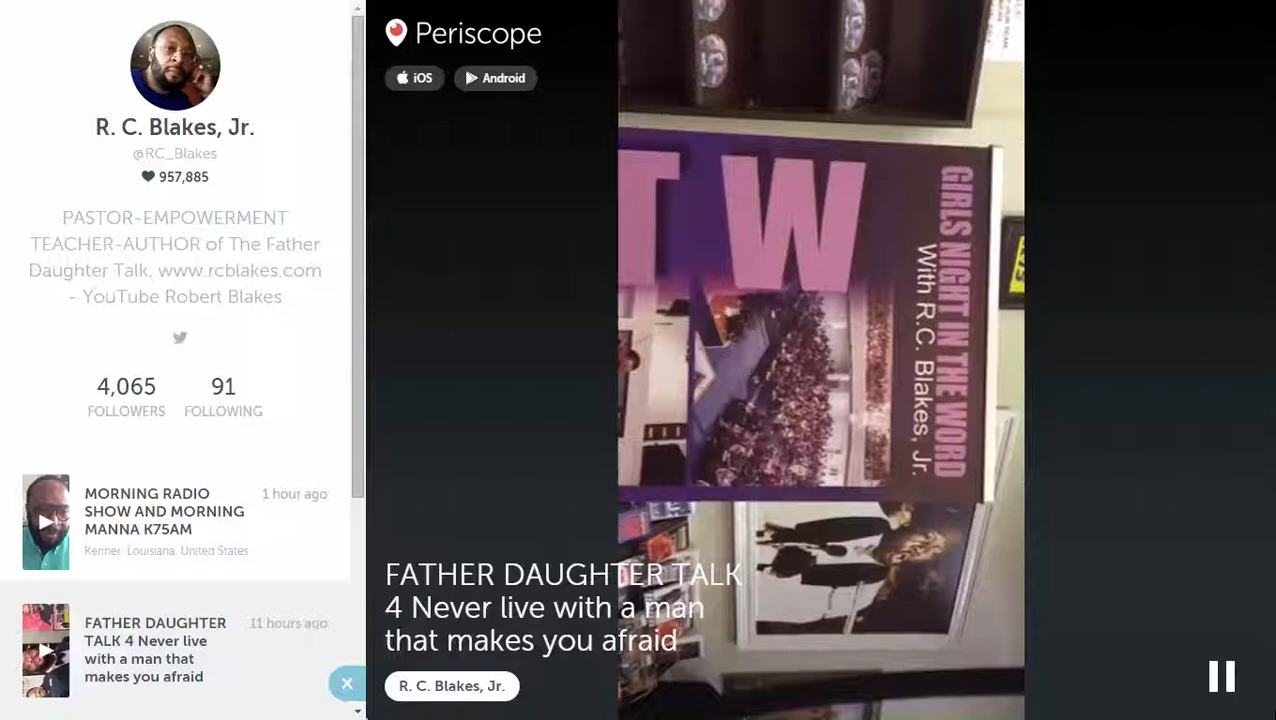 R. C. Blakes, Jr.
@RC_Blakes
957,885
PASTOR-EMPOWERMENT
TEACHER-AUTHOR of The Father
Daughter Talk. www.rcblakes.com
- YouTube Robert Blakes
4,065
91
FOLLOWERS
FOLLOWING
MORNING RADIO
SHOW AND MORNING
MANNA K75AM
1 hour ago
Kenner, Louisiana, United States
FATHER DAUGHTER
TALK 4 Never live
with a man that
makes you afraid
11 hours ago
Periscope
iOS
Android
T W
GIRLS NIGHT IN THE WORD
With R.C. Blakes, Jr.
FATHER DAUGHTER TALK
4 Never live with a man
that makes you afraid
R. C. Blakes, Jr.